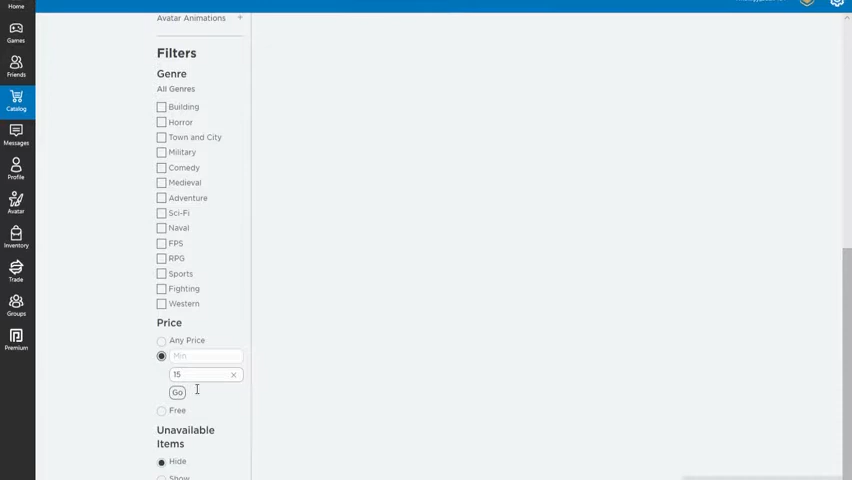 Home
Games
Friends
Catalog
Messages
Profile
Avatar
Inventory
Trade
Groups
Premium
Avatar Animations +
Filters
Genre
All Genres
Building
Horror
Town and City
Military
Comedy
Medieval
Adventure
Sci-Fi
Naval
FPS
RPG
Sports
Fighting
Western
Price
Any Price
Min
15
Go
Free
Unavailable
Items
Hide
Show